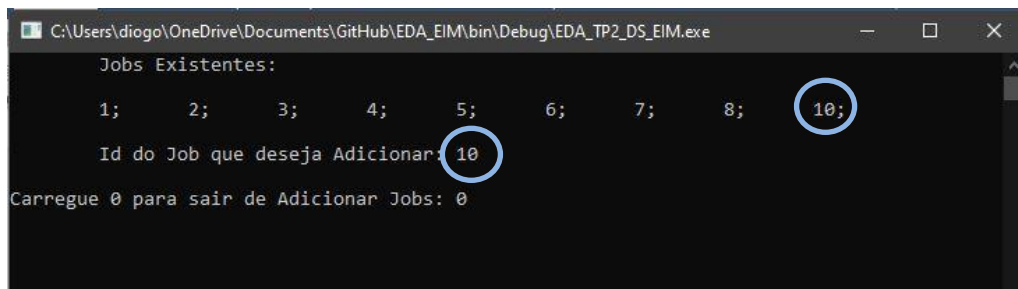 C:\Users\diogo\OneDrive\Documents\GitHub\EDA_EIM\bin\Debug\EDA_TP2_DS_EIM.exe
Jobs Existentes:
1; 2; 3; 4; 5; 6; 7; 8; 10;
Id do Job que deseja Adicionar: 10
Carregue 0 para sair de Adicionar Jobs: 0